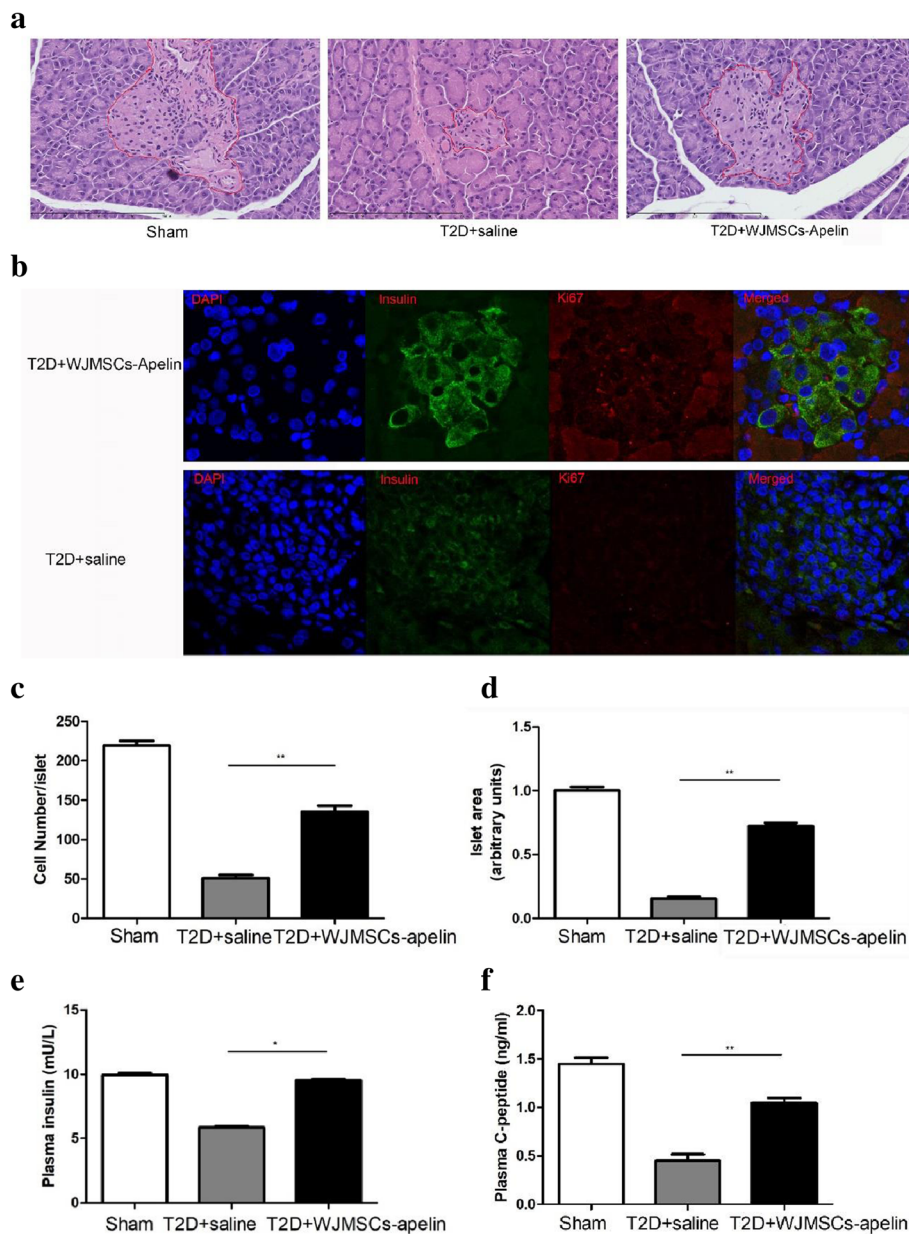 a
Sham
T2D+saline
T2D+WJMSCs-Apelin
b
DAPI
Insulin
Ki67
Merged
T2D+WJMSCs-Apelin
DAPI
Insulin
Ki67
Merged
T2D+saline
c
Cell Number/islet
250
200
150
100
50
0
**
Sham
T2D+saline
T2D+WJMSCs-apelin
d
Islet area
(arbitrary units)
1.5
1.0
0.5
0.0
**
Sham
T2D+saline
T2D+WJMSCs-apelin
e
Plasma insulin (mU/L)
15
10
5
0
*
Sham
T2D+saline
T2D+WJMSCs-apelin
f
Plasma C-peptide (ng/ml)
2.0
1.5
1.0
0.5
0.0
**
Sham
T2D+saline
T2D+WJMSCs-apelin